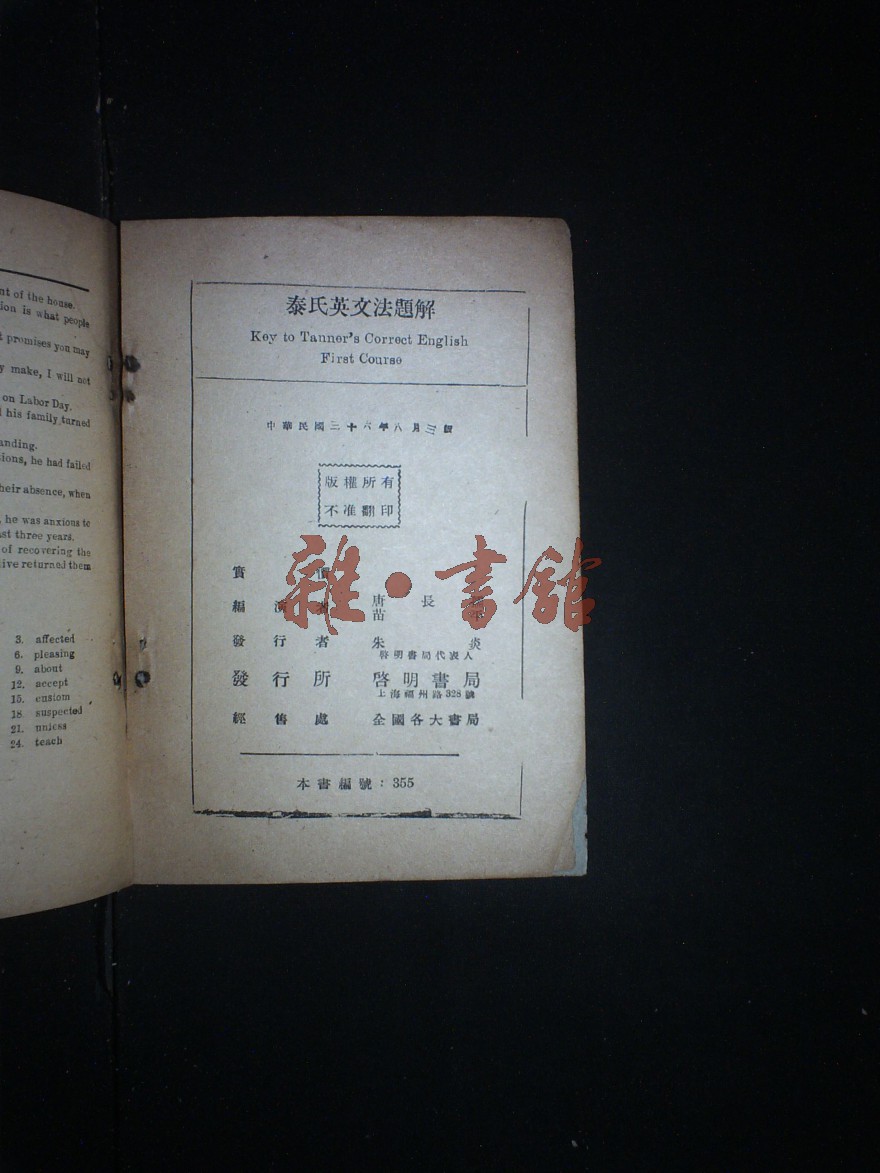 nt of the house.
ion is what people
t promises you may
y make, I will not
on Labor Day.
l his family turned
anding.
sions, he had failed
heir absence, when
, he was anxious to
ast three years.
of recovering the
ive returned them
3. affected
6. pleasing
9. about
12. accept
15. custom
18. suspected
21. unless
24. teach
泰氏英文法題解
Key to Tanner's Correct English
First Course
中華民國三十六年八月三版
版權所有
不准翻印
實
編演 唐長
苗
發行者 朱炎
啓明書局代表人
發行所 啓明書局
上海福州路328號
經售處 全國各大書局
本書編號：355
雜·書館